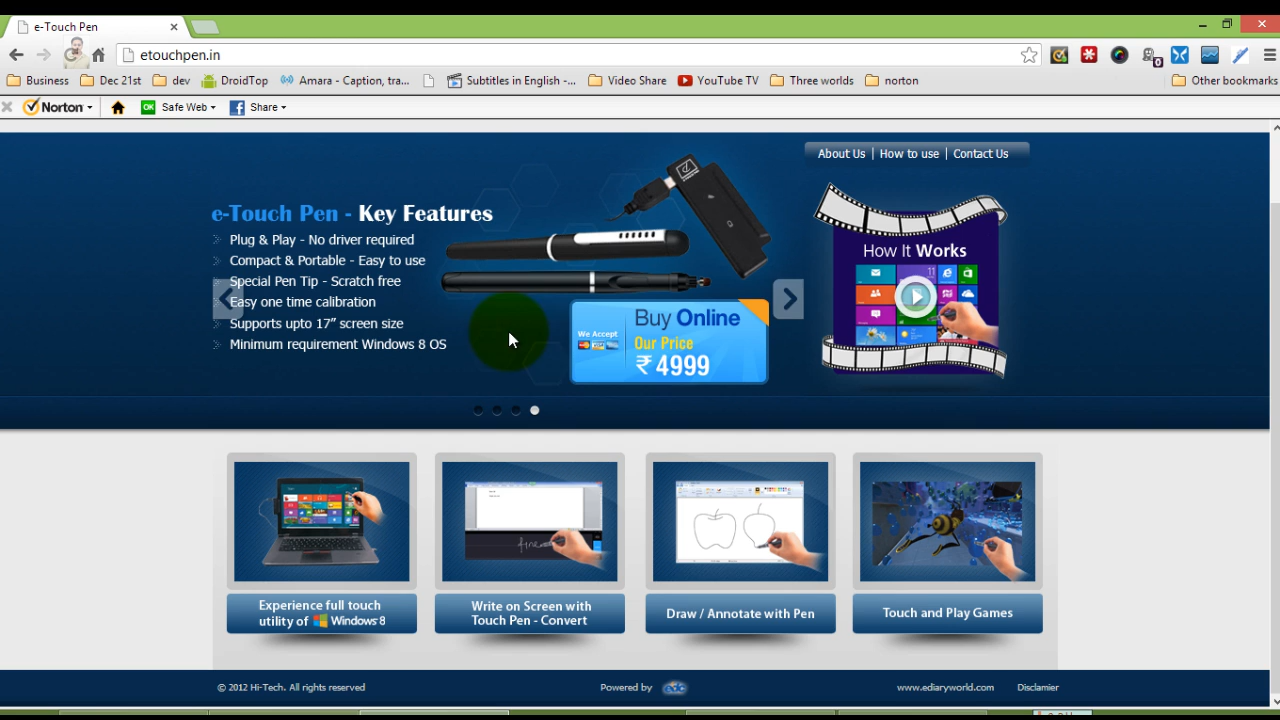 e-Touch Pen
etouchpen.in
Business
Dec 21st
dev
DroidTop
Amara - Caption, tra...
Subtitles in English -...
Video Share
YouTube TV
Three worlds
norton
Other bookmarks
Norton
OK Safe Web
Share
About Us | How to use | Contact Us
e-Touch Pen - Key Features
Plug & Play - No driver required
Compact & Portable - Easy to use
Special Pen Tip - Scratch free
Easy one time calibration
Supports upto 17” screen size
Minimum requirement Windows 8 OS
We Accept
Buy Online
Our Price
₹ 4999
How It Works
fine
Experience full touch
utility of Windows 8
Write on Screen with
Touch Pen - Convert
Draw / Annotate with Pen
Touch and Play Games
© 2012 Hi-Tech. All rights reserved
Powered by
www.ediaryworld.com
Disclamier